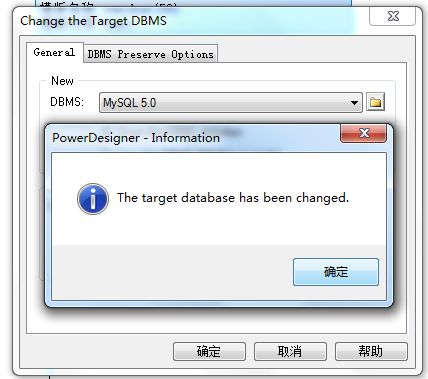 Change the Target DBMS
General
DBMS Preserve Options
New
DBMS:
MySQL 5.0
PowerDesigner - Information
The target database has been changed.
确定
确定
取消
帮助